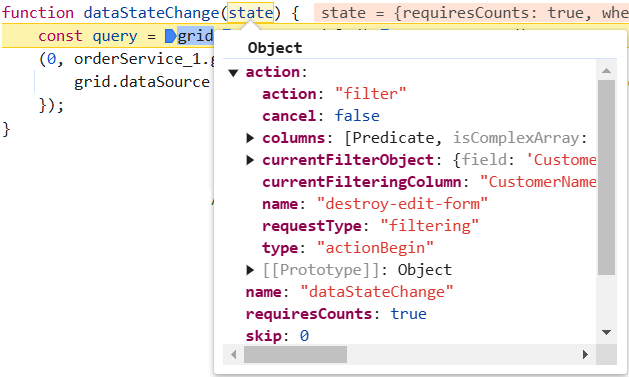 function dataStateChange(state) { state = {requiresCounts: true, whe
const query = grid
(0, orderService_1.g
grid.dataSource
});
}
Object
action:
action: "filter"
cancel: false
columns: [Predicate, isComplexArray:
currentFilterObject: {field: 'Custome
currentFilteringColumn: "CustomerName
name: "destroy-edit-form"
requestType: "filtering"
type: "actionBegin"
[[Prototype]]: Object
name: "dataStateChange"
requiresCounts: true
skip: 0